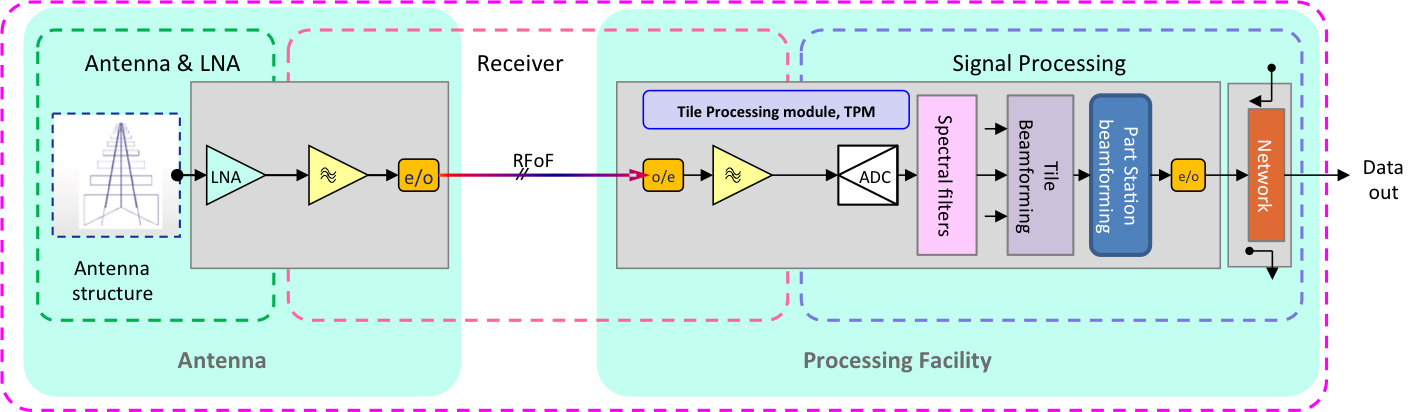 Antenna & LNA
Receiver
Signal Processing
Tile Processing module, TPM
LNA
e/o
RFoF
o/e
ADC
Spectral filters
Tile
Beamforming
Part Station
beamforming
e/o
Network
Data
out
Antenna
structure
Antenna
Processing Facility